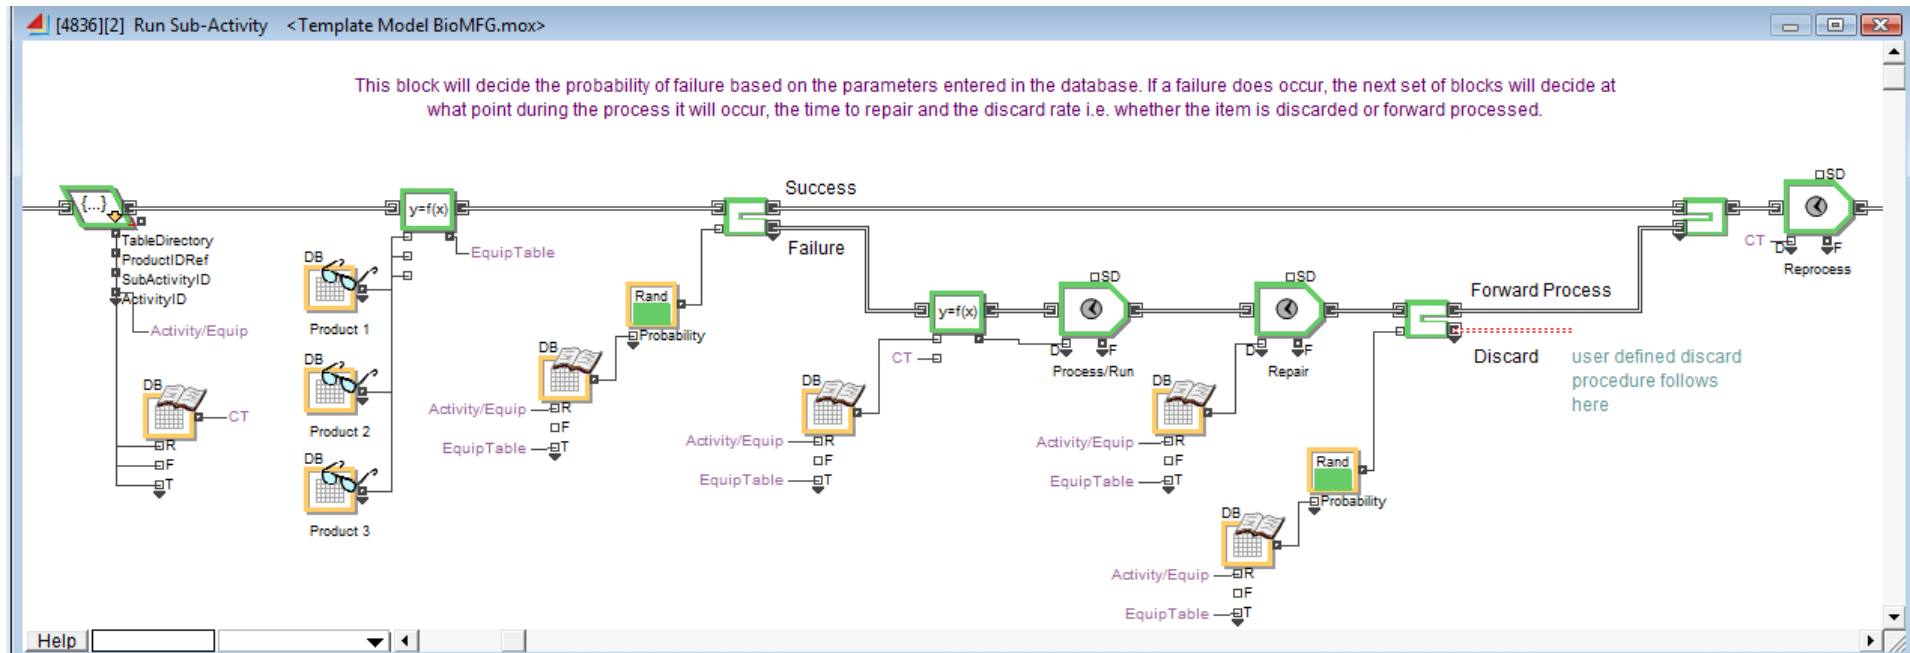 [4836][2] Run Sub-Activity <Template Model BioMFG.mox>
This block will decide the probability of failure based on the parameters entered in the database. If a failure does occur, the next set of blocks will decide at
what point during the process it will occur, the time to repair and the discard rate i.e. whether the item is discarded or forward processed.
{...}
TableDirectory
ProductIDRef
SubActivityID
ActivityID
Activity/Equip
DB
CT
R
F
T
y=f(x)
EquipTable
DB
Product 1
DB
Product 2
DB
Product 3
Success
Failure
Rand
Probability
DB
Activity/Equip
R
F
EquipTable
T
y=f(x)
CT
DB
Activity/Equip
R
F
EquipTable
T
SD
D
F
Process/Run
SD
D
F
Repair
DB
Activity/Equip
R
F
EquipTable
T
Rand
Probability
DB
Activity/Equip
R
F
EquipTable
T
Forward Process
Discard
user defined discard
procedure follows
here
SD
CT
D
F
Reprocess
Help